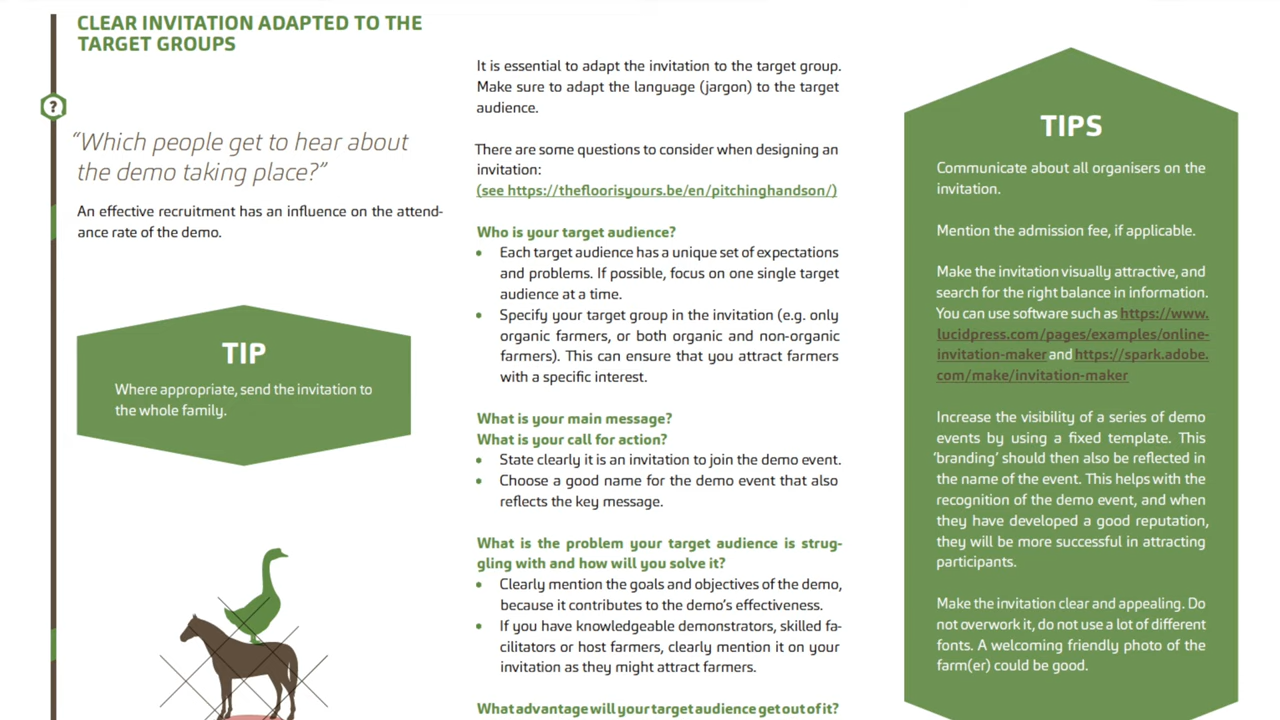 CLEAR INVITATION ADAPTED TO THE
TARGET GROUPS
?
“Which people get to hear about
the demo taking place?”
An effective recruitment has an influence on the attend-
ance rate of the demo.
TIP
Where appropriate, send the invitation to
the whole family.
It is essential to adapt the invitation to the target group.
Make sure to adapt the language (jargon) to the target
audience.
There are some questions to consider when designing an
invitation:
(see https://thefloorisyours.be/en/pitchinghandson/)
Who is your target audience?
• Each target audience has a unique set of expectations
and problems. If possible, focus on one single target
audience at a time.
• Specify your target group in the invitation (e.g. only
organic farmers, or both organic and non-organic
farmers). This can ensure that you attract farmers
with a specific interest.
What is your main message?
What is your call for action?
• State clearly it is an invitation to join the demo event.
• Choose a good name for the demo event that also
reflects the key message.
What is the problem your target audience is strug-
gling with and how will you solve it?
• Clearly mention the goals and objectives of the demo,
because it contributes to the demo’s effectiveness.
• If you have knowledgeable demonstrators, skilled fa-
cilitators or host farmers, clearly mention it on your
invitation as they might attract farmers.
What advantage will your target audience get out of it?
TIPS
Communicate about all organisers on the
invitation.
Mention the admission fee, if applicable.
Make the invitation visually attractive, and
search for the right balance in information.
You can use software such as https://www.
lucidpress.com/pages/examples/online-
invitation-maker and https://spark.adobe.
com/make/invitation-maker
Increase the visibility of a series of demo
events by using a fixed template. This
‘branding’ should then also be reflected in
the name of the event. This helps with the
recognition of the demo event, and when
they have developed a good reputation,
they will be more successful in attracting
participants.
Make the invitation clear and appealing. Do
not overwork it, do not use a lot of different
fonts. A welcoming friendly photo of the
farm(er) could be good.